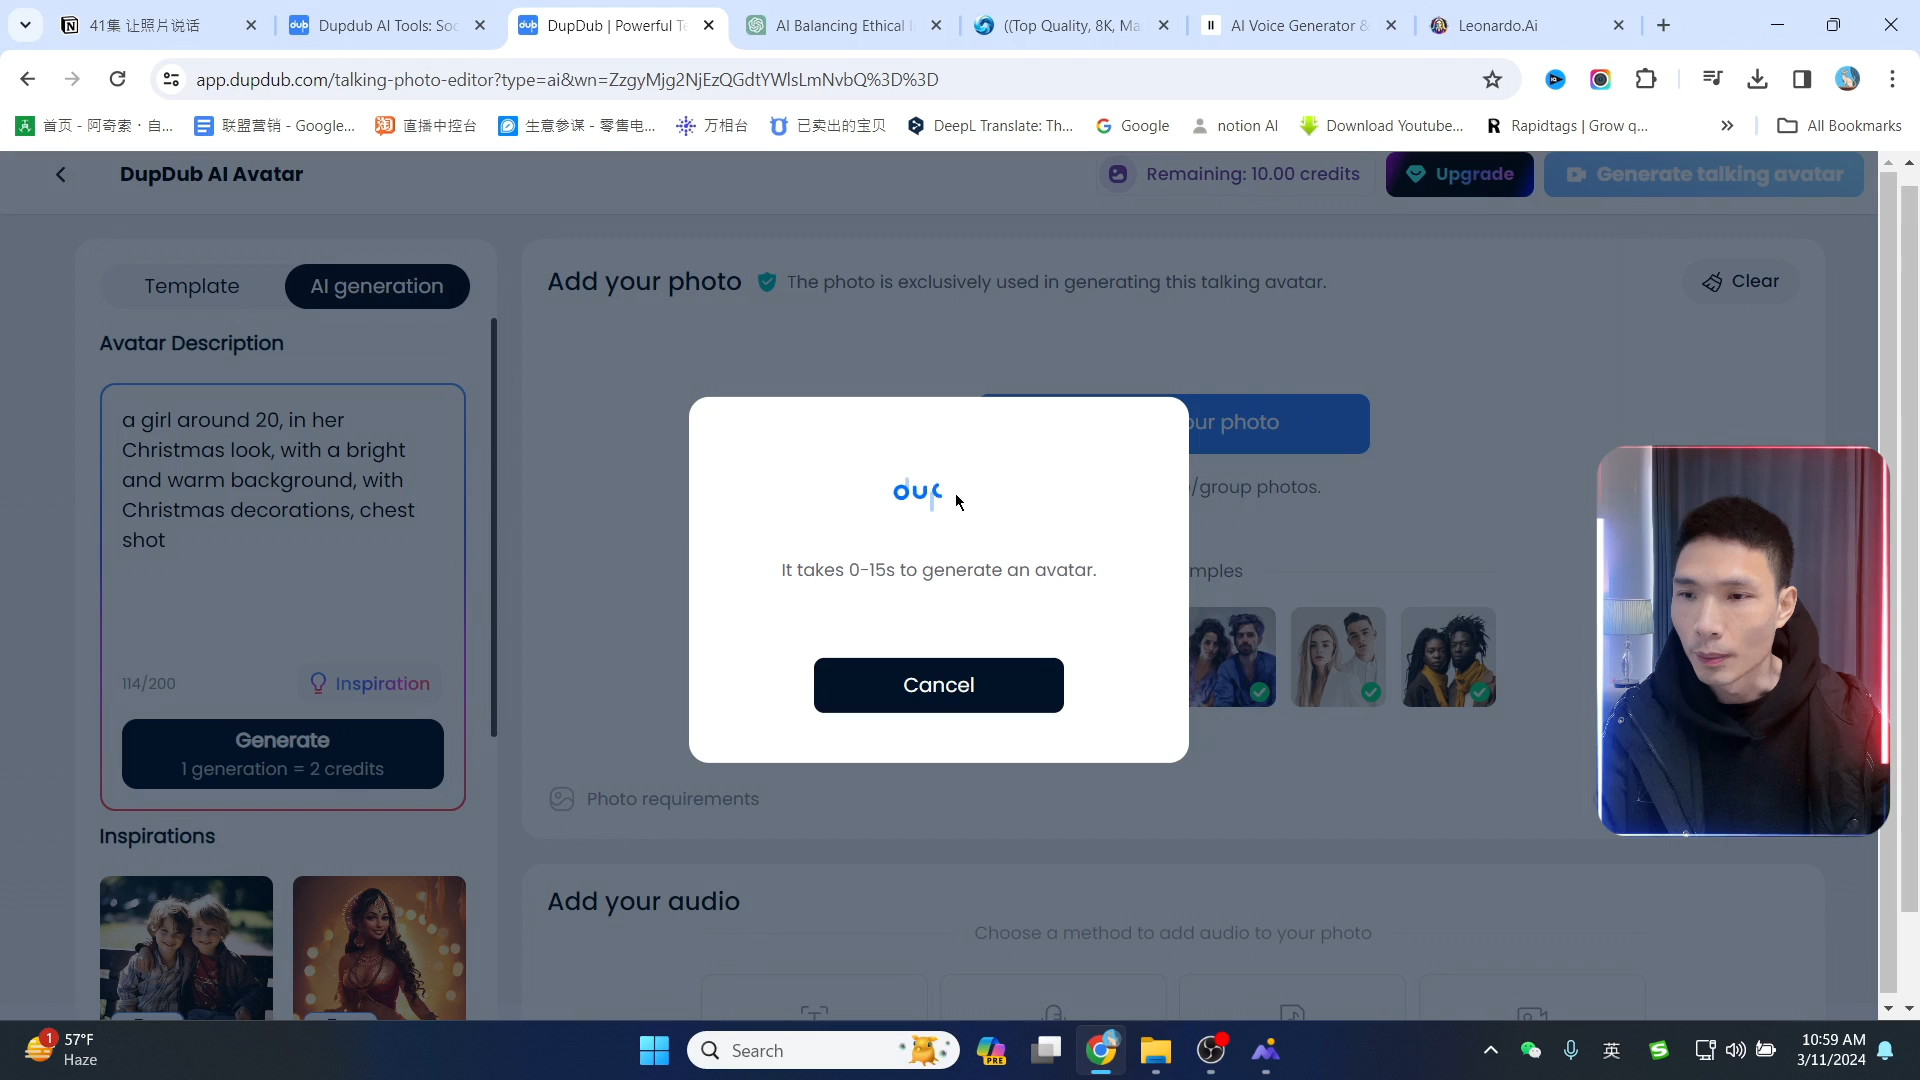 41集 让照片说话
Dupdub AI Tools: Soc
DupDub | Powerful Te
AI Balancing Ethical I
((Top Quality, 8K, Ma
AI Voice Generator &
Leonardo.Ai
app.dupdub.com/talking-photo-editor?type=ai&wn=ZzgyMjg2NjEzQGdtYWlsLmNvbQ%3D%3D
首页 - 阿奇索 · 自...
联盟营销 - Google...
直播中控台
生意参谋 - 零售电...
万相台
已卖出的宝贝
DeepL Translate: Th...
Google
notion AI
Download Youtube...
Rapidtags | Grow q...
All Bookmarks
DupDub AI Avatar
Remaining: 10.00 credits
Upgrade
Generate talking avatar
Template
AI generation
Avatar Description
a girl around 20, in her
Christmas look, with a bright
and warm background, with
Christmas decorations, chest
shot
114/200
Inspiration
Generate
1 generation = 2 credits
Inspirations
Add your photo
The photo is exclusively used in generating this talking avatar.
Clear
our photo
/group photos.
mples
dup
It takes 0-15s to generate an avatar.
Cancel
Photo requirements
Add your audio
Choose a method to add audio to your photo
1
57°F
Haze
Search
PRE
英
10:59 AM
3/11/2024